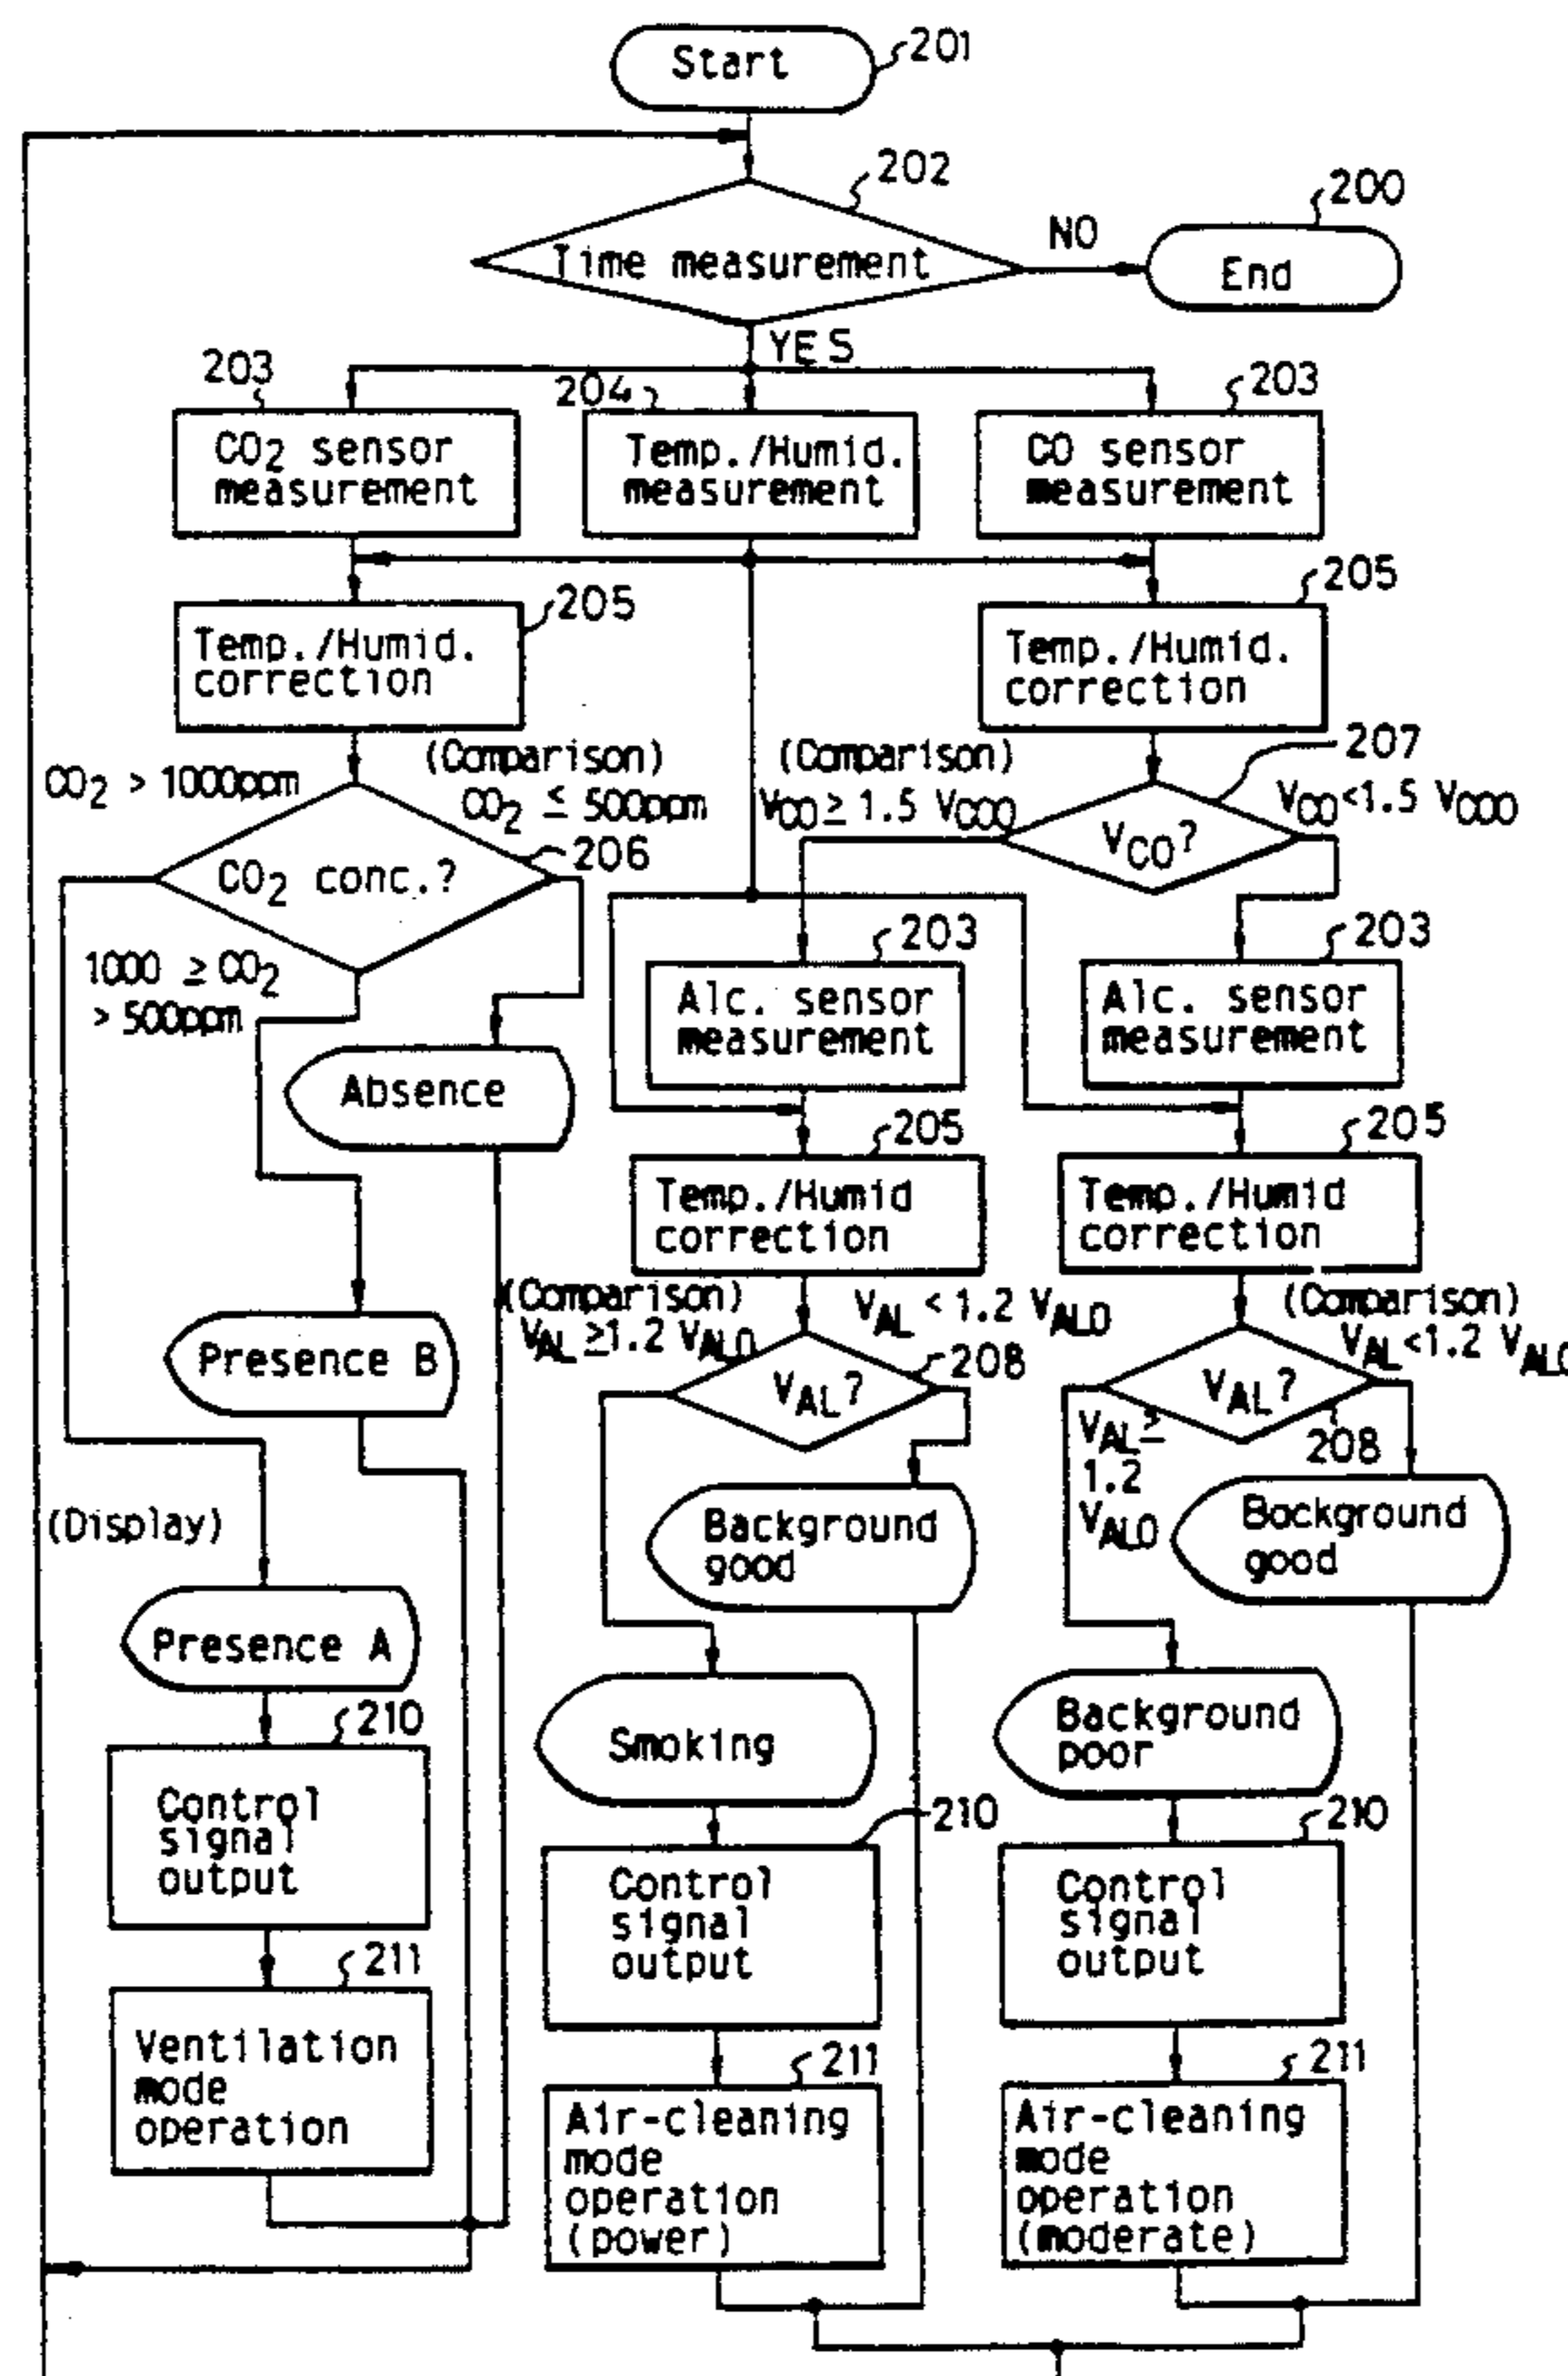 Start
201
202
200
Time measurement
NO
End
YES
203
204
203
CO2 sensor
measurement
Temp./Humid.
measurement
CO sensor
measurement
205
205
Temp./Humid.
correction
Temp./Humid.
correction
CO2 > 1000ppm
(Comparison)
CO2 ≤ 500ppm
(Comparison)
VCO ≥ 1.5 VCOO
207
VCO<1.5 VCOO
CO2 conc.?
206
VCO?
1000 ≥ CO2
> 500ppm
203
203
Alc. sensor
measurement
Alc. sensor
measurement
Absence
205
205
Temp./Humid
correction
Temp./Humid
correction
(Comparison)
VAL ≥1.2 VALO
VAL < 1.2 VALO
(Comparison)
VAL<1.2 VALO
Presence B
VAL?
208
VAL?
208
VAL≥
1.2
VALO
Background
good
Background
good
(Display)
Presence A
Smoking
Background
poor
210
210
210
Control
signal
output
Control
signal
output
Control
signal
output
211
211
211
Ventilation
mode
operation
Air-cleaning
mode
operation
(power)
Air-cleaning
mode
operation
(moderate)